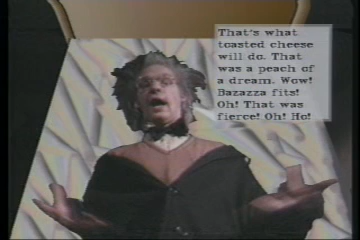 That's what
toasted cheese
will do. That
was a peach of
a dream. Wow!
Bazazza fits!
Oh! That was
fierce! Oh! Ho!